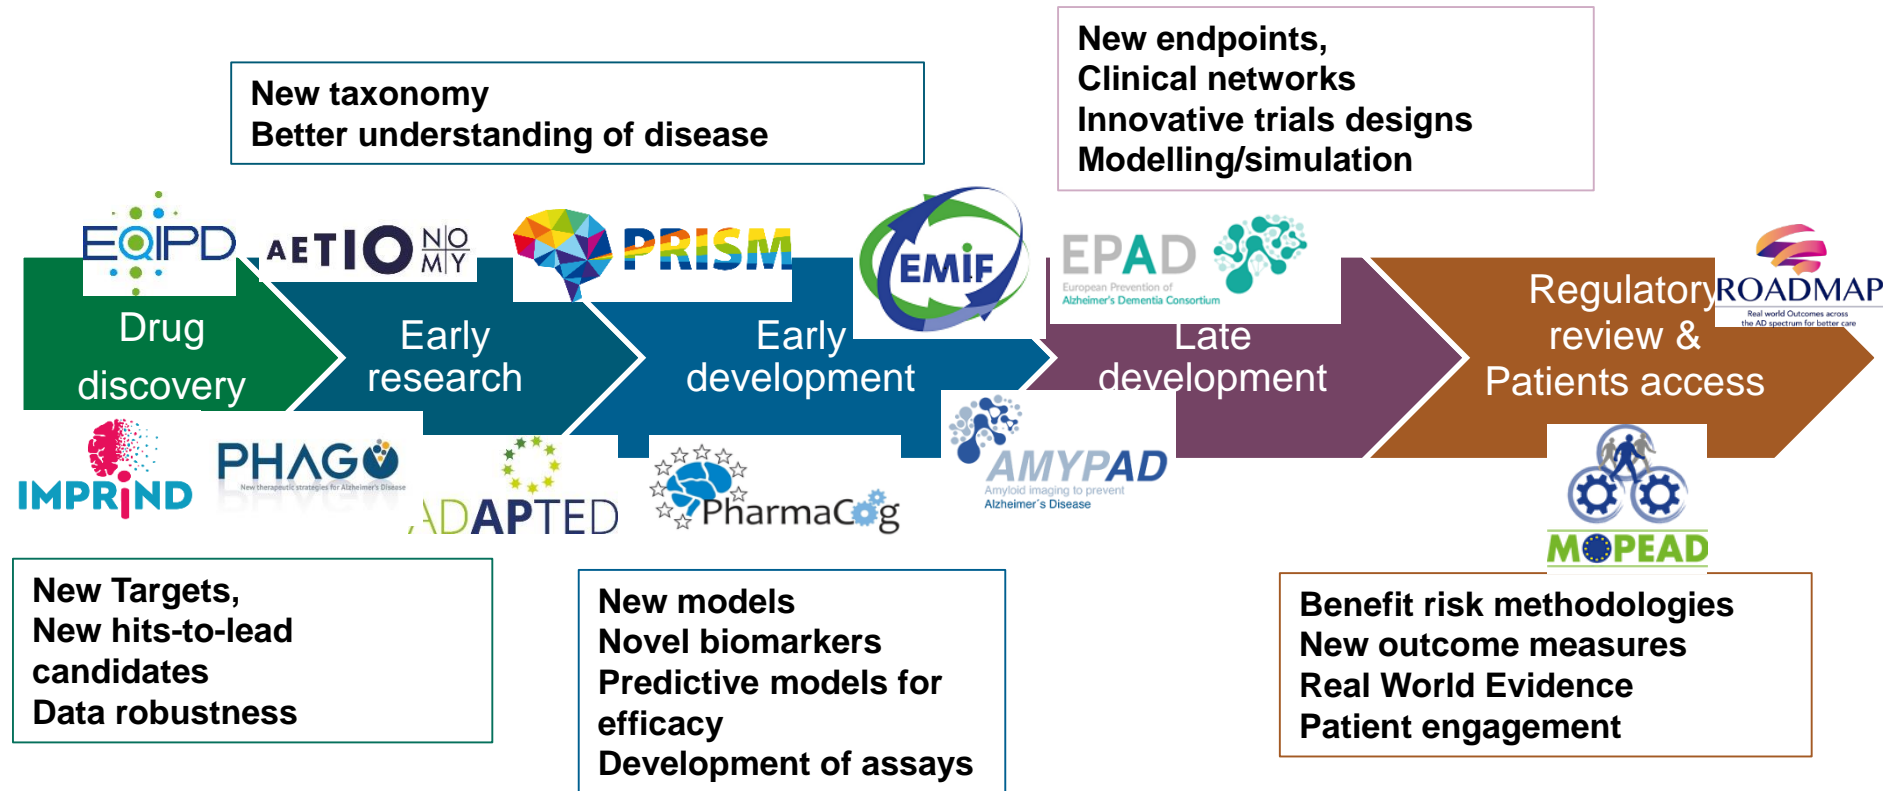 New taxonomy
Better understanding of disease
New endpoints,
Clinical networks
Innovative trials designs
Modelling/simulation
EQIPD
AETIONOMY
PRISM
EMiF
EPAD
European Prevention of
Alzheimer's Dementia Consortium
ROADMAP
Real world Outcomes across
the AD spectrum for better care
Drug
discovery
Early
research
Early
development
Late
development
Regulatory
review &
Patients access
IMPRiND
PHAGO
New therapeutic strategies for Alzheimer's Disease
ADAPTED
PharmaCog
AMYPAD
Amyloid imaging to prevent
Alzheimer's Disease
MOPEAD
New Targets,
New hits-to-lead
candidates
Data robustness
New models
Novel biomarkers
Predictive models for
efficacy
Development of assays
Benefit risk methodologies
New outcome measures
Real World Evidence
Patient engagement